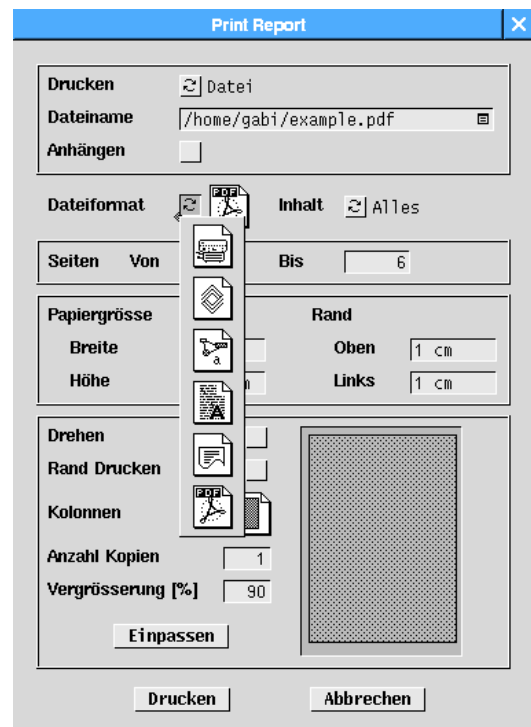 Print Report
Drucken Datei
Dateiname /home/gabi/example.pdf
Anhängen
Dateiformat PDF Inhalt Alles
Seiten Von Bis 6
Papiergrösse Rand
Breite Oben 1 cm
Höhe Links 1 cm
a
A
Drehen
Rand Drucken
PDF
Kolonnen
Anzahl Kopien 1
Vergrösserung [%] 90
Einpassen
Drucken Abbrechen